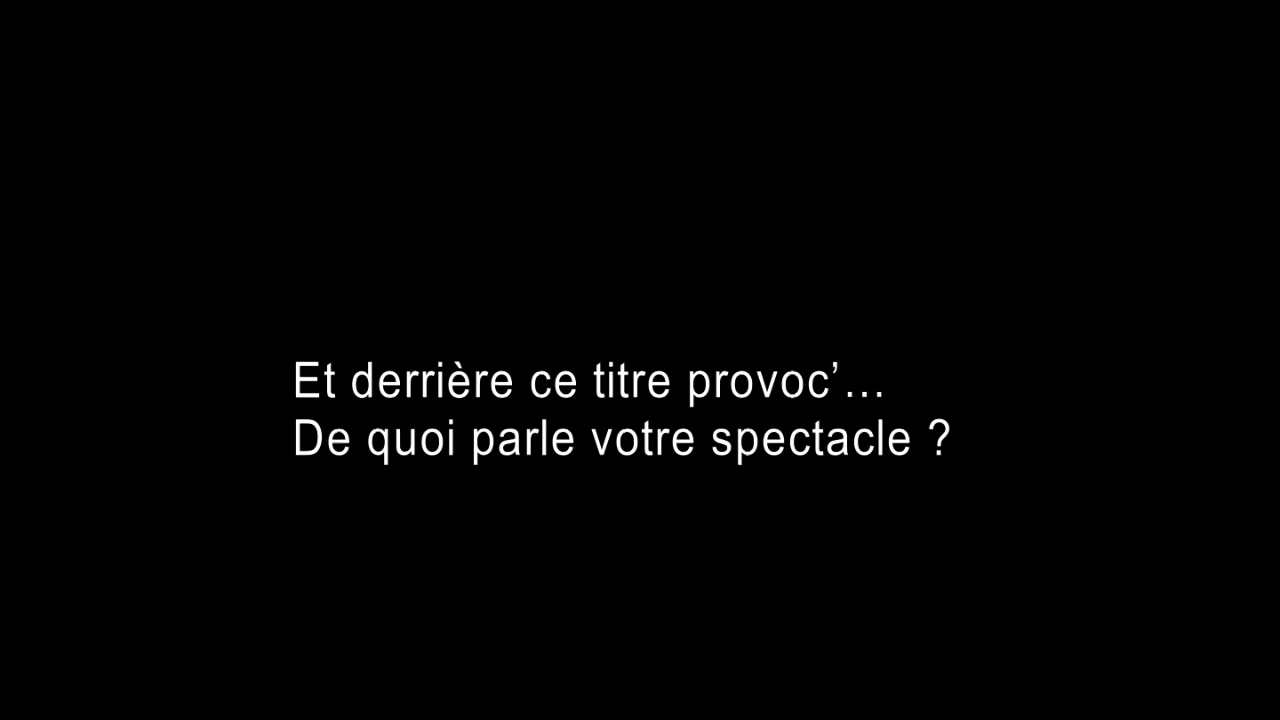 Et derrière ce titre provoc’...
De quoi parle votre spectacle ?